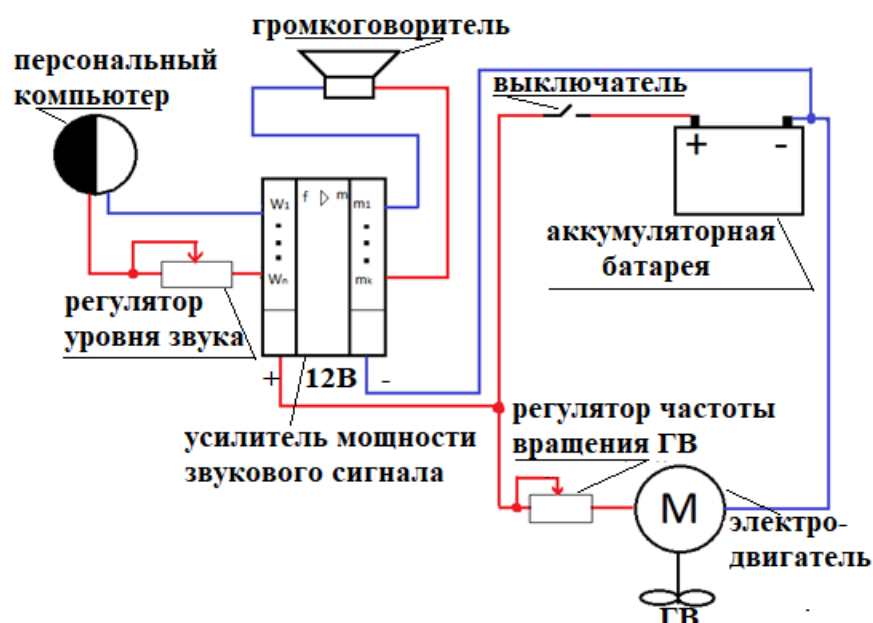 громкоговоритель
персональный
компьютер
выключатель
+ -
аккумуляторная
батарея
W1 f m m1
Wn mk
регулятор
уровня звука
+ 12В -
усилитель мощности
звукового сигнала
регулятор частоты
вращения ГВ
М
электро-
двигатель
ГВ